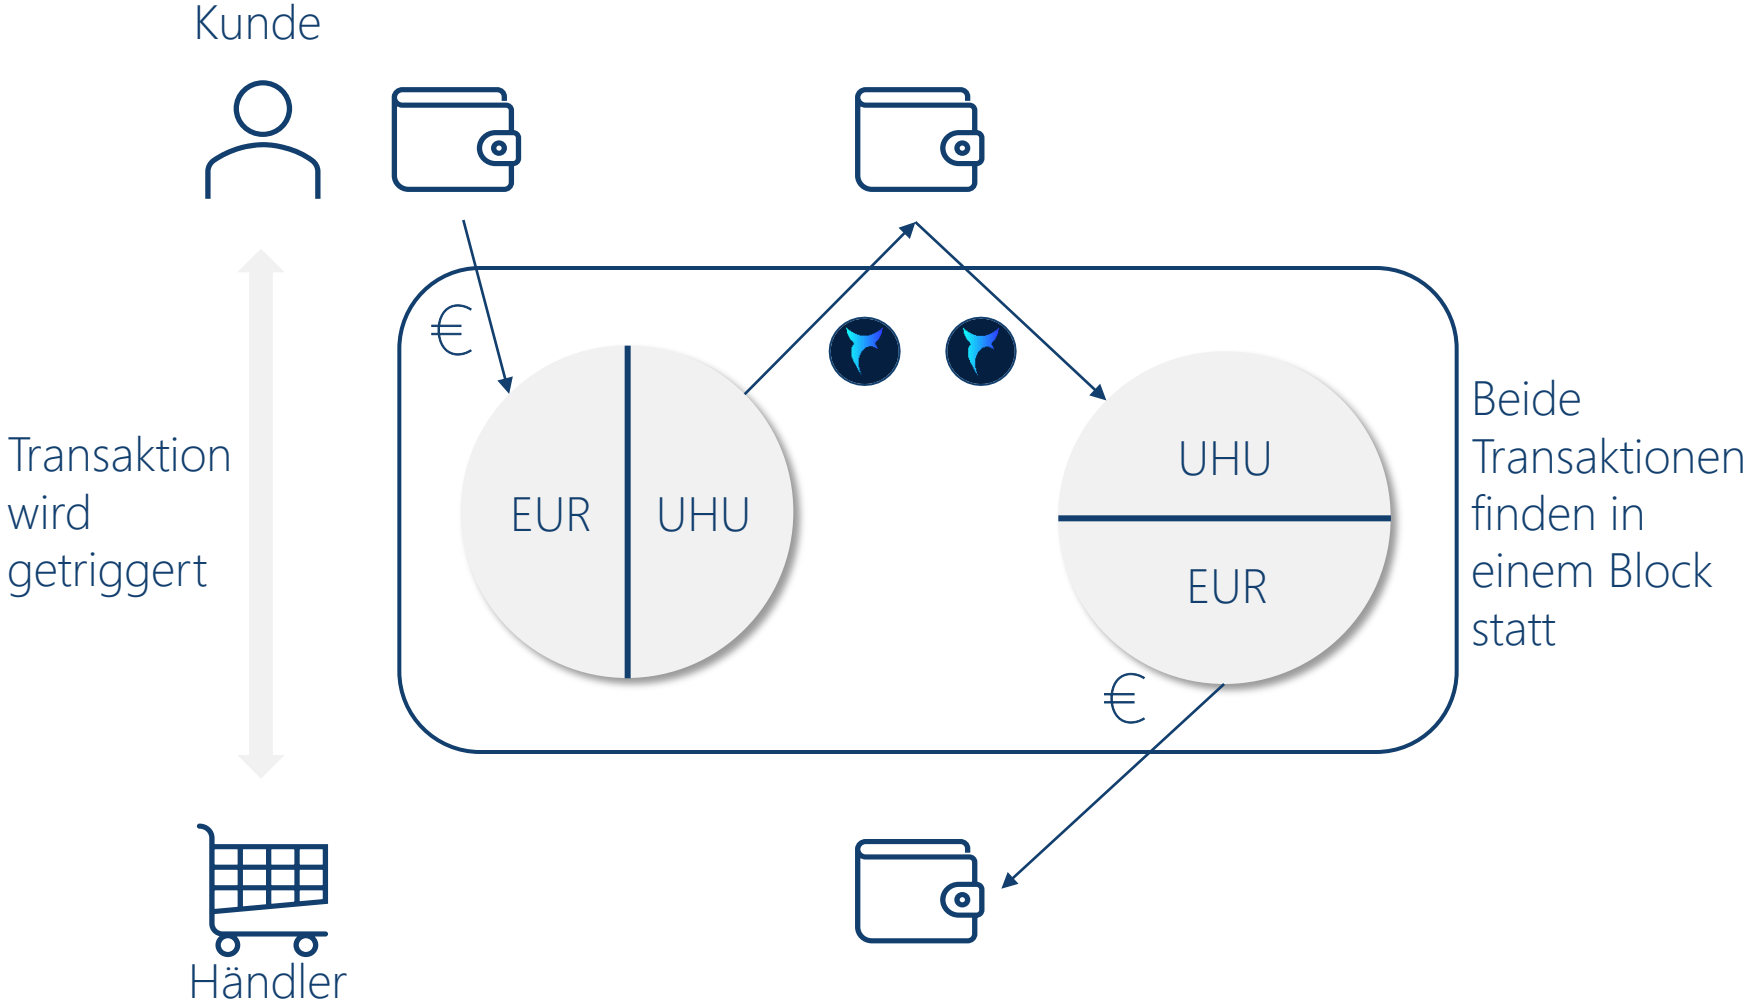 Kunde
€
Transaktion
wird
getriggert
EUR
UHU
UHU
EUR
€
Beide
Transaktionen
finden in
einem Block
statt
Händler